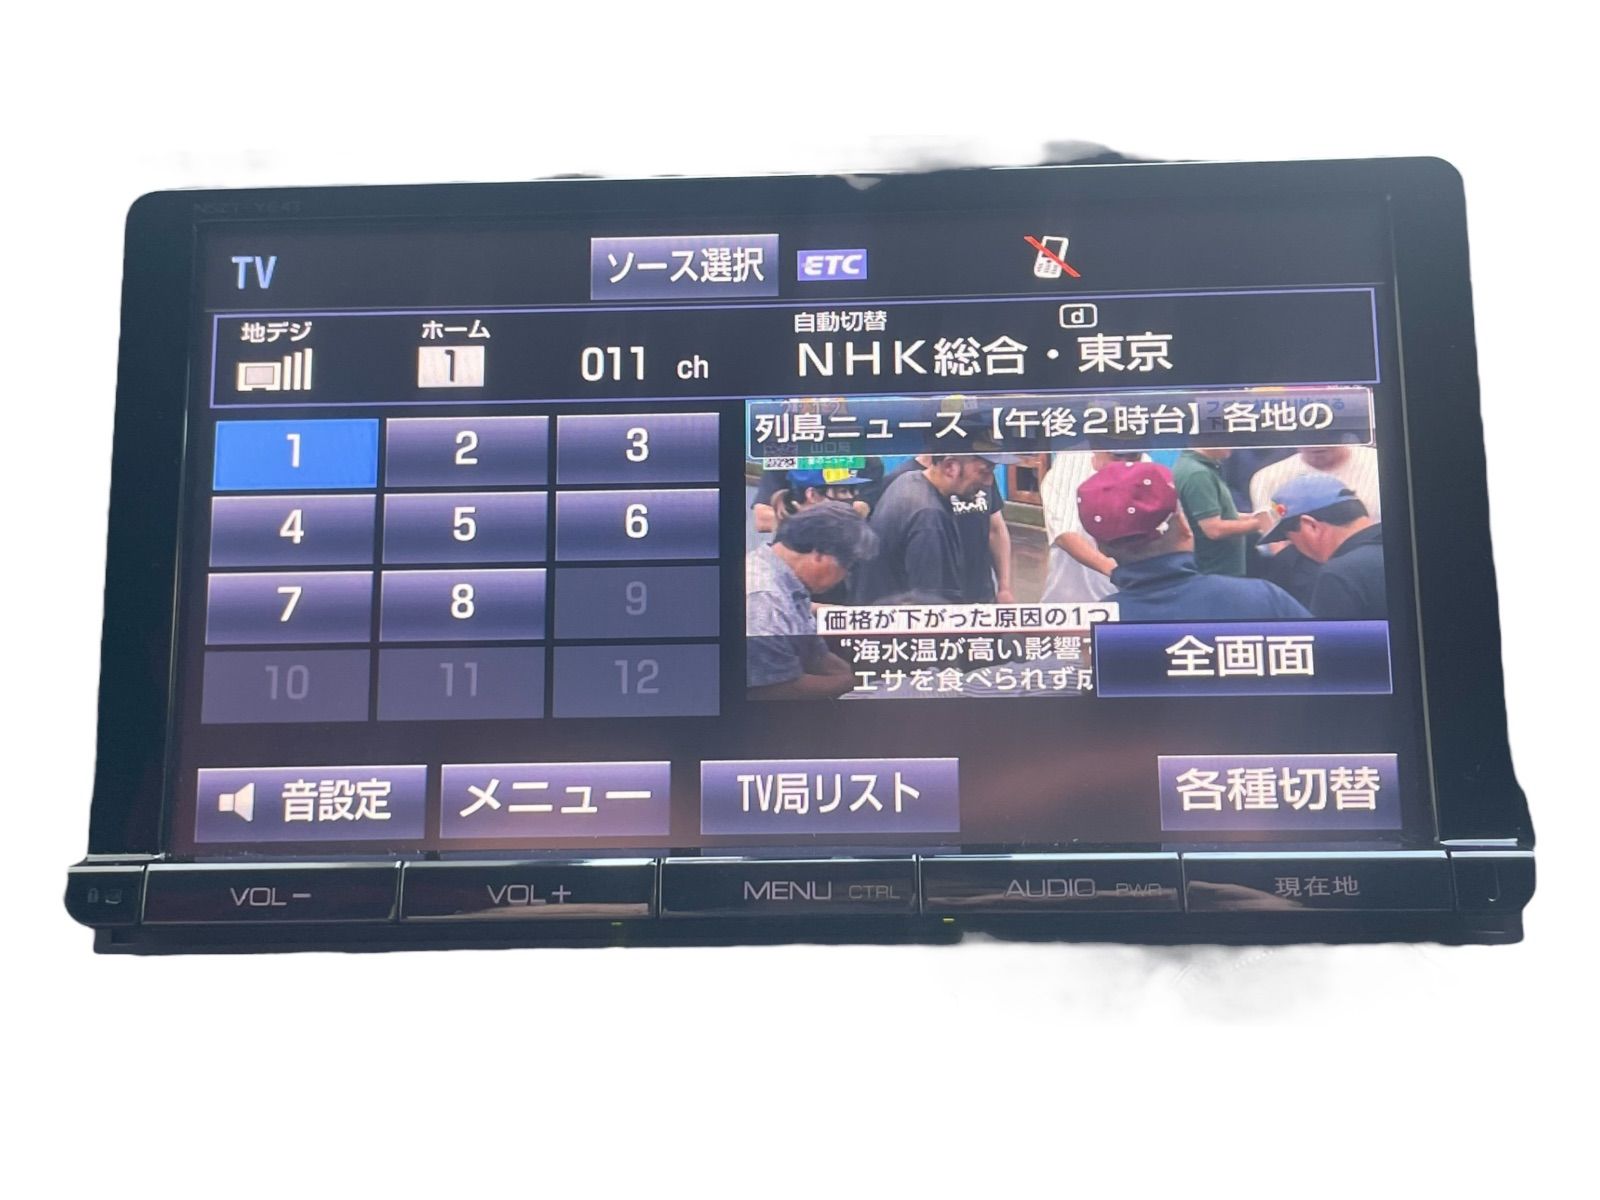 NSZT-Y64T
TV
ソース選択
ETC
地デジ
ホーム
1
011 ch
自動切替
d
NHK総合・東京
列島ニュース【午後2時台】各地の
1
2
3
4
5
6
7
8
9
10
11
12
価格が下がった原因の1つ
“海水温が高い影響で
エサを食べられず成
全画面
音設定
メニュー
TV局リスト
各種切替
VOL−
VOL+
MENU CTRL
AUDIO PWR
現在地